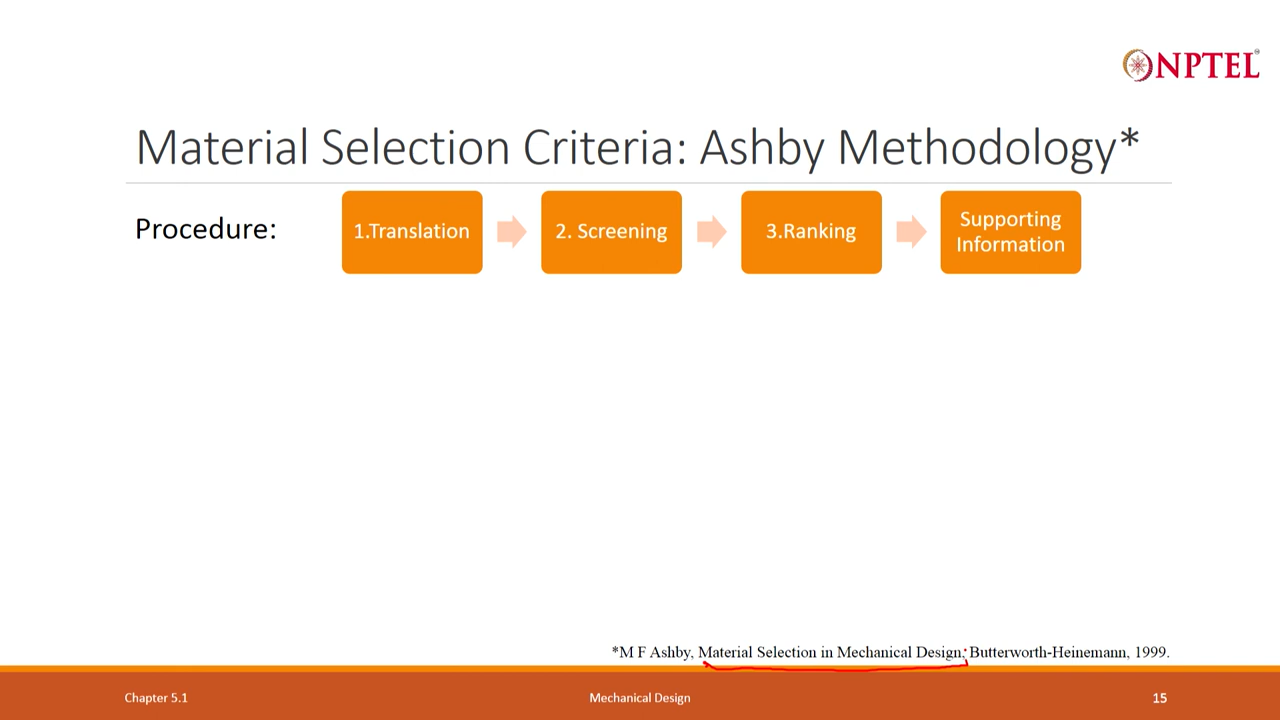 NPTEL
Material Selection Criteria: Ashby Methodology*
Procedure:
1.Translation
2. Screening
3.Ranking
Supporting
Information
*M F Ashby, Material Selection in Mechanical Design, Butterworth-Heinemann, 1999.
Chapter 5.1
Mechanical Design
15